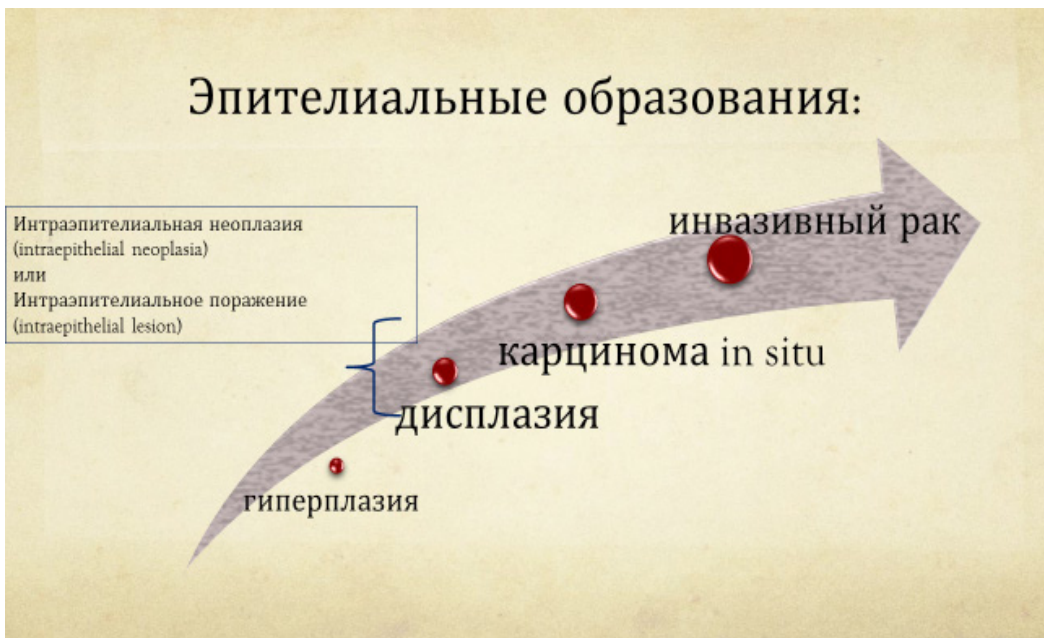 Эпителиальные образования:
Интраэпителиальная неоплазия
(intraepithelial neoplasia)
или
Интраэпителиальное поражение
(intraepithelial lesion)
инвазивный рак
карцинома in situ
дисплазия
гиперплазия